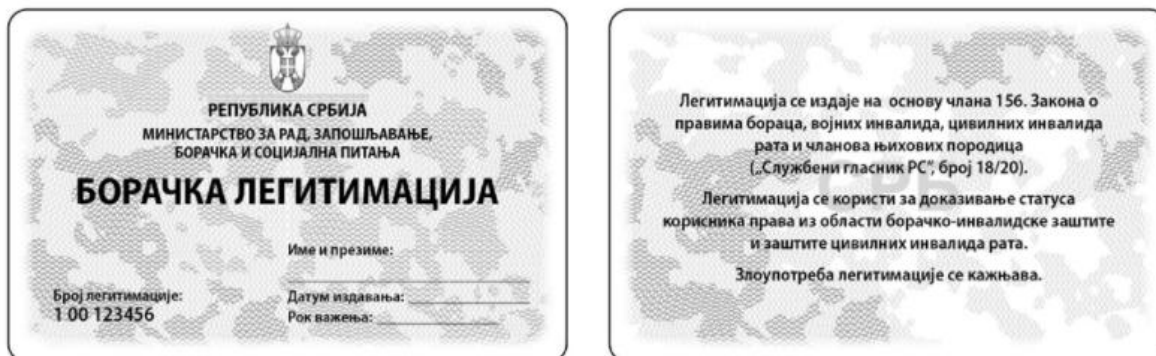 РЕПУБЛИКА СРБИЈА
МИНИСТАРСТВО ЗА РАД, ЗАПОШЉАВАЊЕ,
БОРАЧКА И СОЦИЈАЛНА ПИТАЊА
БОРАЧКА ЛЕГИТИМАЦИЈА
Име и презиме:
Број легитимације:
1 00 123456
Датум издавања:
Рок важења:
Легитимација се издаје на основу члана 156. Закона о
правима бораца, војних инвалида, цивилних инвалида
рата и чланова њихових породица
(„Службени гласник РС“, број 18/20).
СРБ
Легитимација се користи за доказивање статуса
корисника права из области борачко-инвалидске заштите
и заштите цивилних инвалида рата.
Злоупотреба легитимације се кажњава.